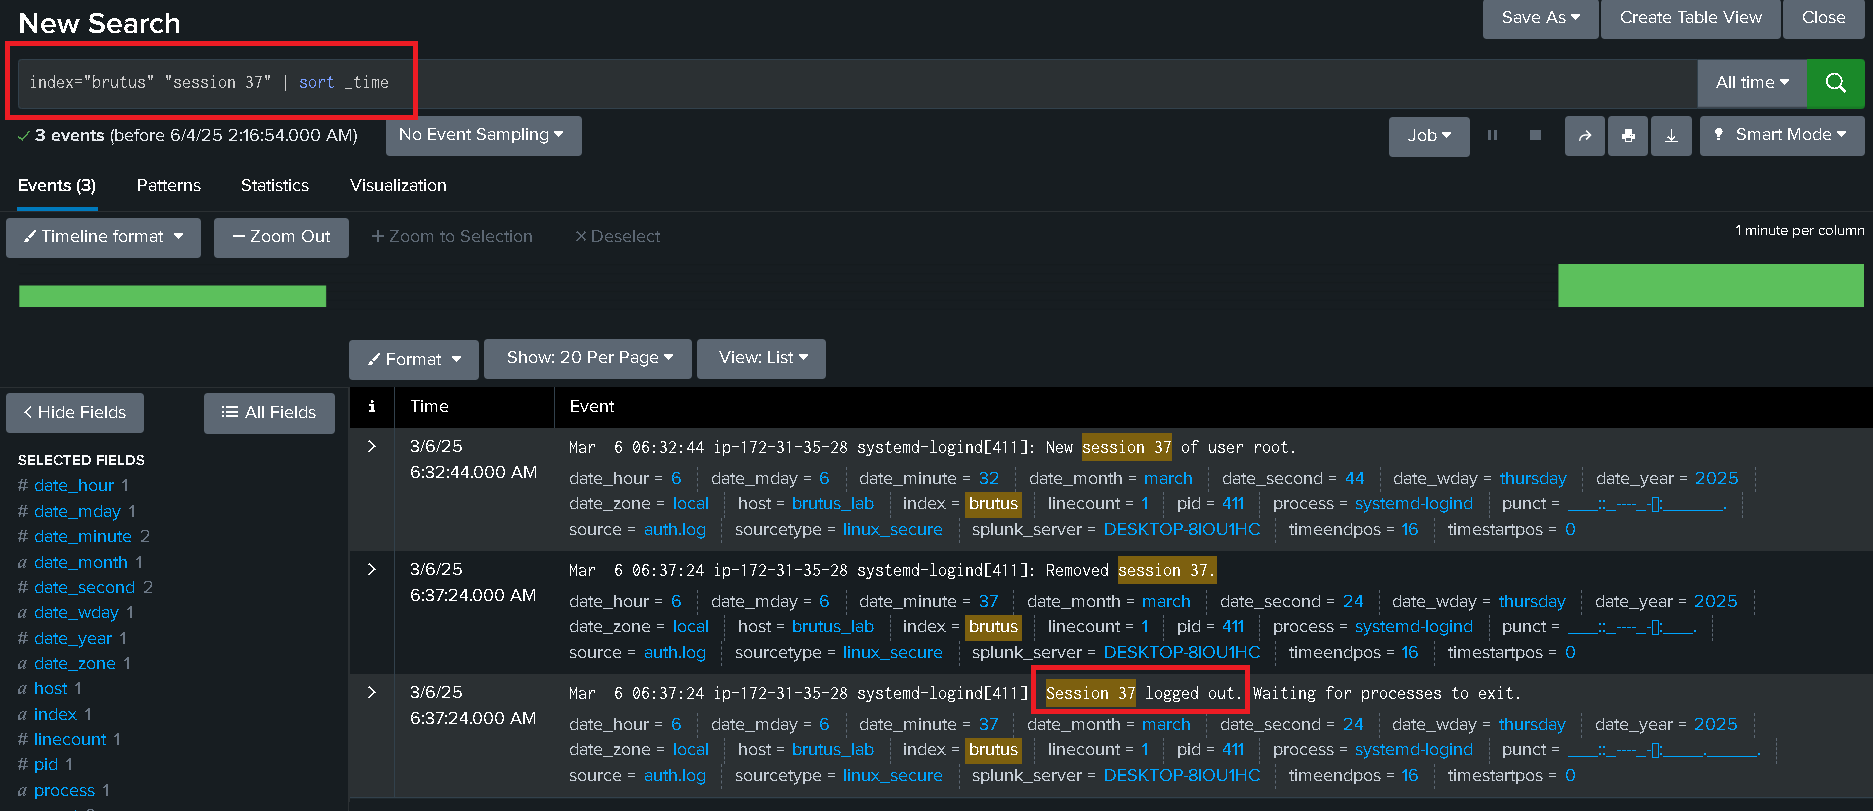 New Search
Save As
Create Table View
Close
index="brutus" "session 37" | sort _time
All time
3 events (before 6/4/25 2:16:54.000 AM)
No Event Sampling
Job
Smart Mode
Events (3)
Patterns
Statistics
Visualization
Timeline format
— Zoom Out
+ Zoom to Selection
× Deselect
1 minute per column
Format
Show: 20 Per Page
View: List
< Hide Fields
All Fields
i
Time
Event
SELECTED FIELDS
# date_hour 1
# date_mday 1
# date_minute 2
a date_month 1
# date_second 2
a date_wday 1
# date_year 1
a date_zone 1
a host 1
a index 1
# linecount 1
# pid 1
a process 1
3/6/25
6:32:44.000 AM
Mar  6 06:32:44 ip-172-31-35-28 systemd-logind[411]: New session 37 of user root.
date_hour = 6 date_mday = 6 date_minute = 32 date_month = march date_second = 44 date_wday = thursday date_year = 2025
date_zone = local host = brutus_lab index = brutus linecount = 1 pid = 411 process = systemd-logind punct = ___::_----_-[]:_______.
source = auth.log sourcetype = linux_secure splunk_server = DESKTOP-8IOU1HC timeendpos = 16 timestartpos = 0
3/6/25
6:37:24.000 AM
Mar  6 06:37:24 ip-172-31-35-28 systemd-logind[411]: Removed session 37.
date_hour = 6 date_mday = 6 date_minute = 37 date_month = march date_second = 24 date_wday = thursday date_year = 2025
date_zone = local host = brutus_lab index = brutus linecount = 1 pid = 411 process = systemd-logind punct = ___::_----_-[]:___.
source = auth.log sourcetype = linux_secure splunk_server = DESKTOP-8IOU1HC timeendpos = 16 timestartpos = 0
3/6/25
6:37:24.000 AM
Mar  6 06:37:24 ip-172-31-35-28 systemd-logind[411] Session 37 logged out. Waiting for processes to exit.
date_hour = 6 date_mday = 6 date_minute = 37 date_month = march date_second = 24 date_wday = thursday date_year = 2025
date_zone = local host = brutus_lab index = brutus linecount = 1 pid = 411 process = systemd-logind punct = ___::_----_-[]:_____._____.
source = auth.log sourcetype = linux_secure splunk_server = DESKTOP-8IOU1HC timeendpos = 16 timestartpos = 0